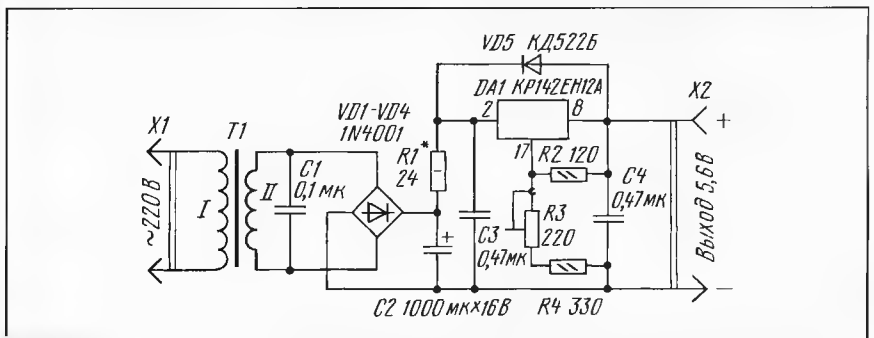 VD5 КД522Б
DA1 КР142ЕН12А
X2
2
8
+
VD1-VD4
1N4001
X1
T1
17
R1*
24
R2 120
C1
0,1 мк
C4
0,47 мк
~220 В
I
II
+
C3
0,47мк
R3
220
Выход 5,6В
C2 1000 мк×16В
R4 330
−